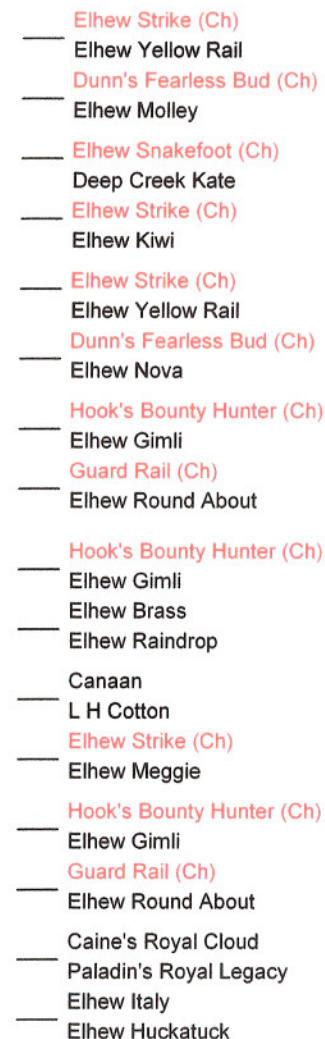 Elhew Strike (Ch)
Elhew Yellow Rail
Dunn's Fearless Bud (Ch)
Elhew Molley
Elhew Snakefoot (Ch)
Deep Creek Kate
Elhew Strike (Ch)
Elhew Kiwi
Elhew Strike (Ch)
Elhew Yellow Rail
Dunn's Fearless Bud (Ch)
Elhew Nova
Hook's Bounty Hunter (Ch)
Elhew Gimli
Guard Rail (Ch)
Elhew Round About
Hook's Bounty Hunter (Ch)
Elhew Gimli
Elhew Brass
Elhew Raindrop
Canaan
L H Cotton
Elhew Strike (Ch)
Elhew Meggie
Hook's Bounty Hunter (Ch)
Elhew Gimli
Guard Rail (Ch)
Elhew Round About
Caine's Royal Cloud
Paladin's Royal Legacy
Elhew Italy
Elhew Huckatuck